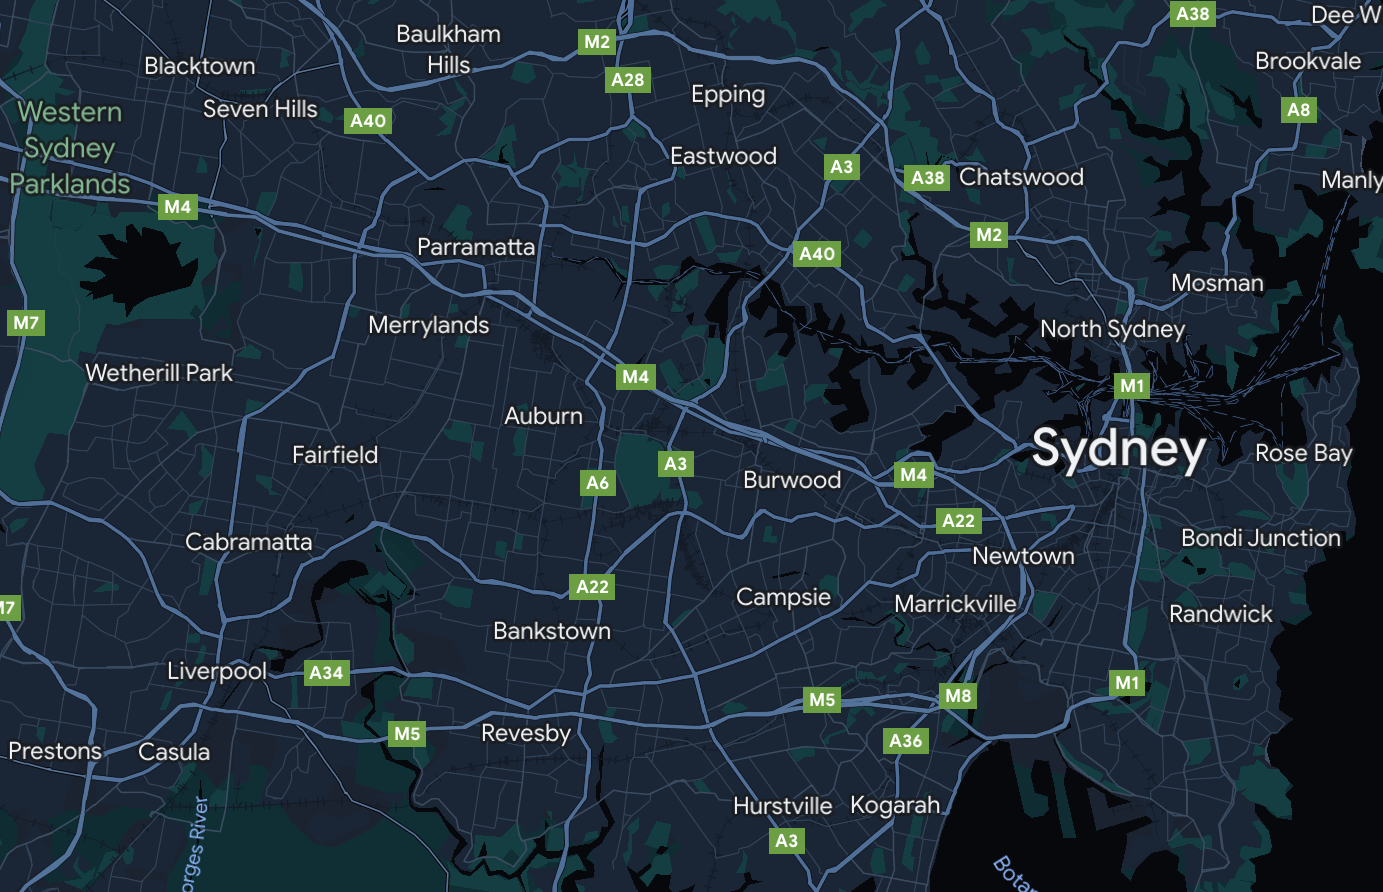 A38
Dee W
Baulkham
Hills
M2
Brookvale
Blacktown
A28
Epping
Seven Hills
A8
Western
Sydney
Parklands
A40
Eastwood
A3
A38
Chatswood
Manly
M4
M2
Parramatta
A40
Mosman
M7
Merrylands
North Sydney
Wetherill Park
M4
M1
Auburn
Sydney
Fairfield
A3
Rose Bay
A6
Burwood
M4
A22
Cabramatta
Bondi Junction
Newtown
A22
Campsie
Marrickville
M7
Randwick
Bankstown
Liverpool
A34
M1
M5
M8
M5
Revesby
A36
Prestons
Casula
Hurstville
Kogarah
A3
orges River
Botan